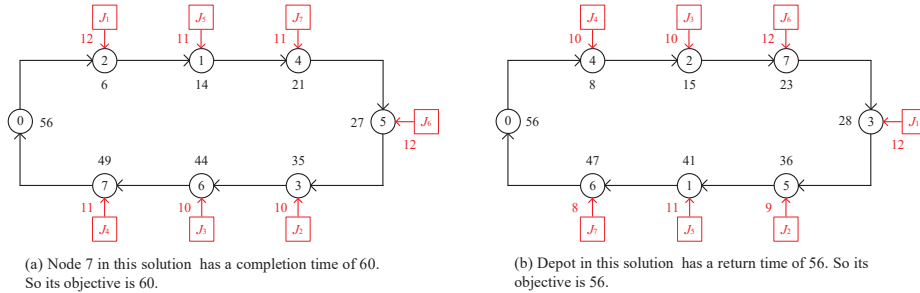 J₁ J₅ J₇
12 11 11
2 1 4
6 14 21
0 56 27 5 J₆
12
49 44 35
7 6 3
11 10 10
J₄ J₃ J₂
(a) Node 7 in this solution has a completion time of 60.
So its objective is 60.
J₄ J₃ J₆
10 10 12
4 2 7
8 15 23
0 56 28 3 J₁
12
47 41 36
6 1 5
8 11 9
J₇ J₅ J₂
(b) Depot in this solution has a return time of 56. So its
objective is 56.